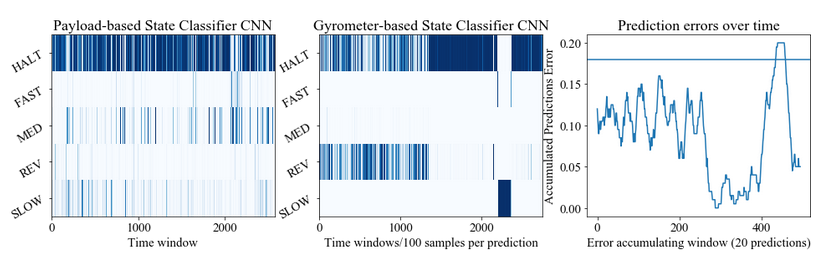 Payload-based State Classifier CNN
HALT
FAST
MED
REV
SLOW
0
1000
2000
Time window
Gyrometer-based State Classifier CNN
HALT
FAST
MED
REV
SLOW
0
1000
2000
Time windows/100 samples per prediction
Prediction errors over time
Accumulated Predictions Error
0.20
0.15
0.10
0.05
0.00
0
200
400
Error accumulating window (20 predictions)